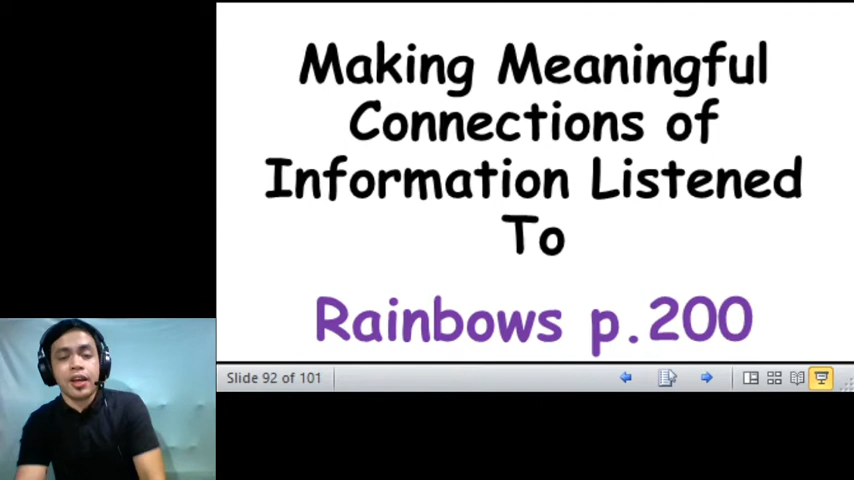 Making Meaningful
Connections of
Information Listened
To
Rainbows p.200
Slide 92 of 101